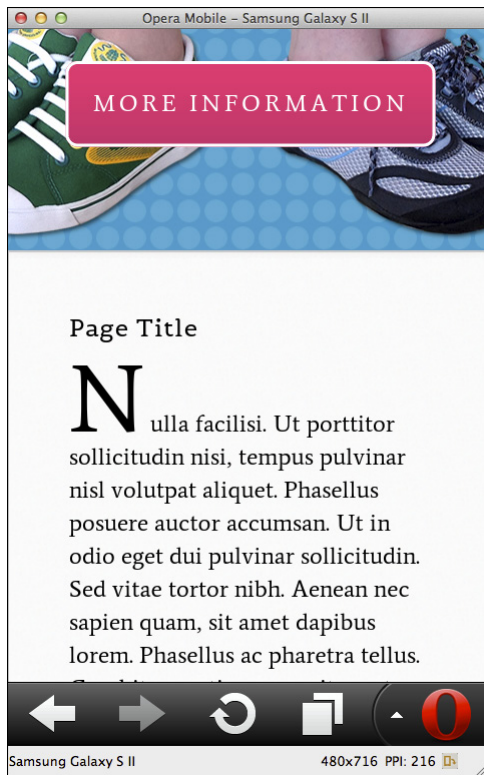 Opera Mobile – Samsung Galaxy S II
MORE INFORMATION
Page Title
Nulla facilisi. Ut porttitor
sollicitudin nisi, tempus pulvinar
nisl volutpat aliquet. Phasellus
posuere auctor accumsan. Ut in
odio eget dui pulvinar sollicitudin.
Sed vitae tortor nibh. Aenean nec
sapien quam, sit amet dapibus
lorem. Phasellus ac pharetra tellus.
Samsung Galaxy S II
480x716 PPI: 216